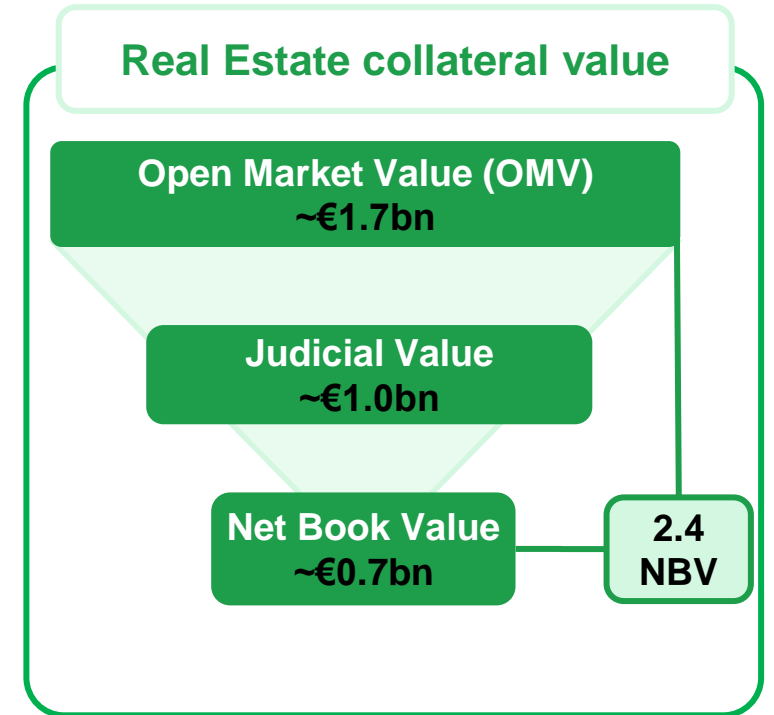 Real Estate collateral value
Open Market Value (OMV)
~€1.7bn
Judicial Value
~€1.0bn
Net Book Value
~€0.7bn
2.4
NBV